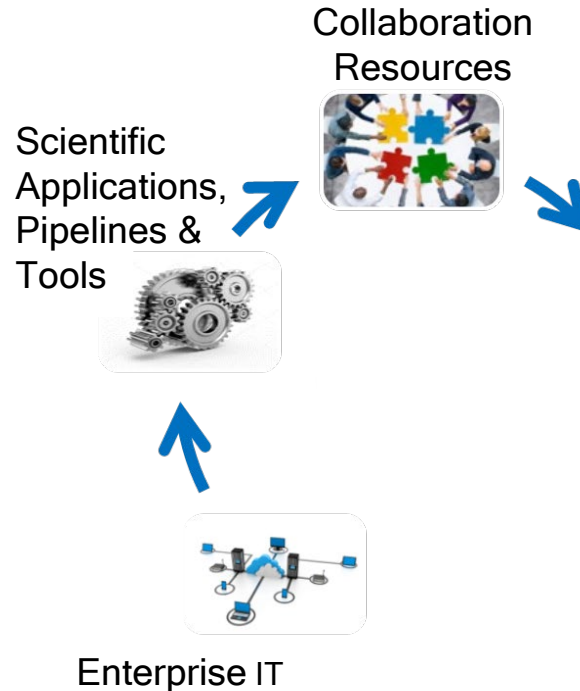 Collaboration
Resources
Scientific
Applications,
Pipelines &
Tools
Enterprise IT